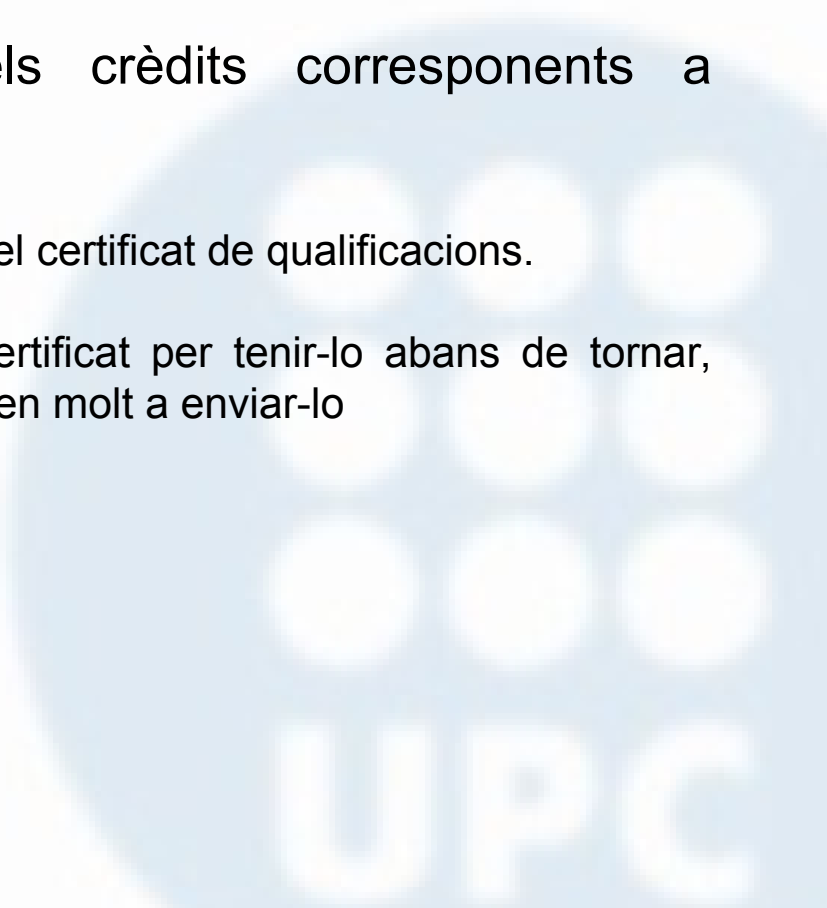 els crèdits corresponents a
el certificat de qualificacions.
ertificat per tenir-lo abans de tornar,
en molt a enviar-lo
UPC